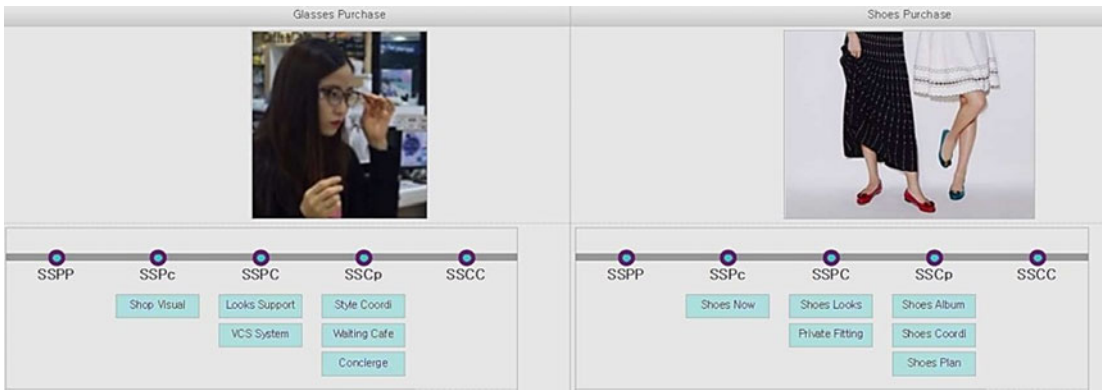 Glasses Purchase
SSPP SSPc SSPC SSCp SSCC
Shop Visual Looks Support Style Coordi
VCS System Waiting Cafe
Concierge
Shoes Purchase
SSPP SSPc SSPC SSCp SSCC
Shoes Now Shoes Looks Shoes Album
Private Fitting Shoes Coordi
Shoes Plan